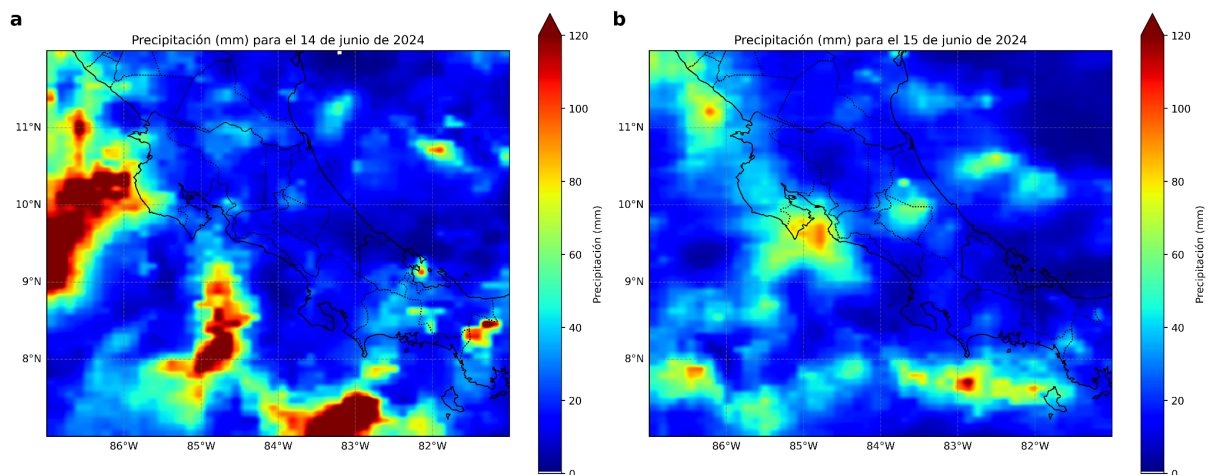 a
Precipitación (mm) para el 14 de junio de 2024
11°N
10°N
9°N
8°N
86°W
85°W
84°W
83°W
82°W
120
100
80
60
40
20
0
Precipitación (mm)
b
Precipitación (mm) para el 15 de junio de 2024
11°N
10°N
9°N
8°N
86°W
85°W
84°W
83°W
82°W
120
100
80
60
40
20
0
Precipitación (mm)